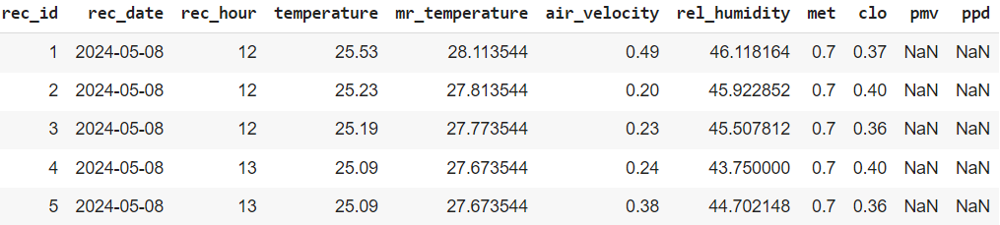 rec_id rec_date rec_hour temperature mr_temperature air_velocity rel_humidity met clo pmv ppd
1 2024-05-08 12 25.53 28.113544 0.49 46.118164 0.7 0.37 NaN NaN
2 2024-05-08 12 25.23 27.813544 0.20 45.922852 0.7 0.40 NaN NaN
3 2024-05-08 12 25.19 27.773544 0.23 45.507812 0.7 0.36 NaN NaN
4 2024-05-08 13 25.09 27.673544 0.24 43.750000 0.7 0.40 NaN NaN
5 2024-05-08 13 25.09 27.673544 0.38 44.702148 0.7 0.36 NaN NaN